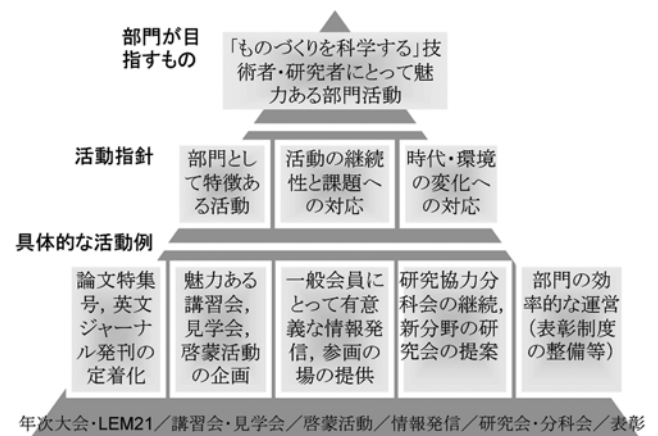 部門が目
指すもの
「ものづくりを科学する」技
術者・研究者にとって魅
力ある部門活動
活動指針
部門とし
て特徴あ
る活動
活動の継続
性と課題へ
の対応
時代・環境
の変化へ
の対応
具体的な活動例
論文特集
号，英文
ジャーナ
ル発刊の
定着化
魅力ある
講習会，
見学会，
啓蒙活動
の企画
一般会員に
とって有意
義な情報発
信，参画の
場の提供
研究協力分
科会の継続，
新分野の研
究会の提案
部門の効
率的な運営
（表彰制度
の整備等）
年次大会・LEM21／講習会・見学会／啓蒙活動／情報発信／研究会・分科会／表彰